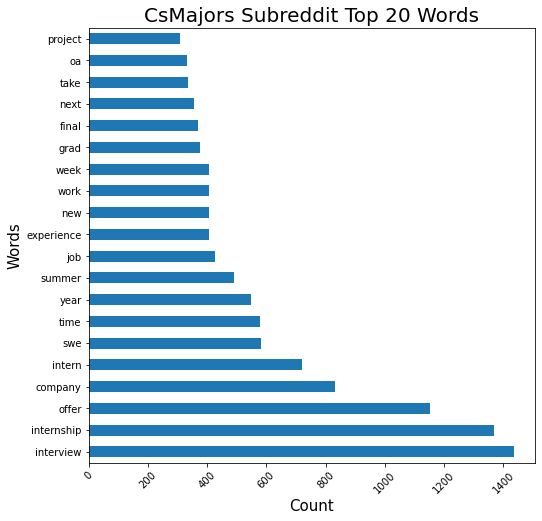 CsMajors Subreddit Top 20 Words
project
oa
take
next
final
grad
week
work
new
experience
job
summer
year
time
swe
intern
company
offer
internship
interview
Words
0 200 400 600 800 1000 1200 1400
Count